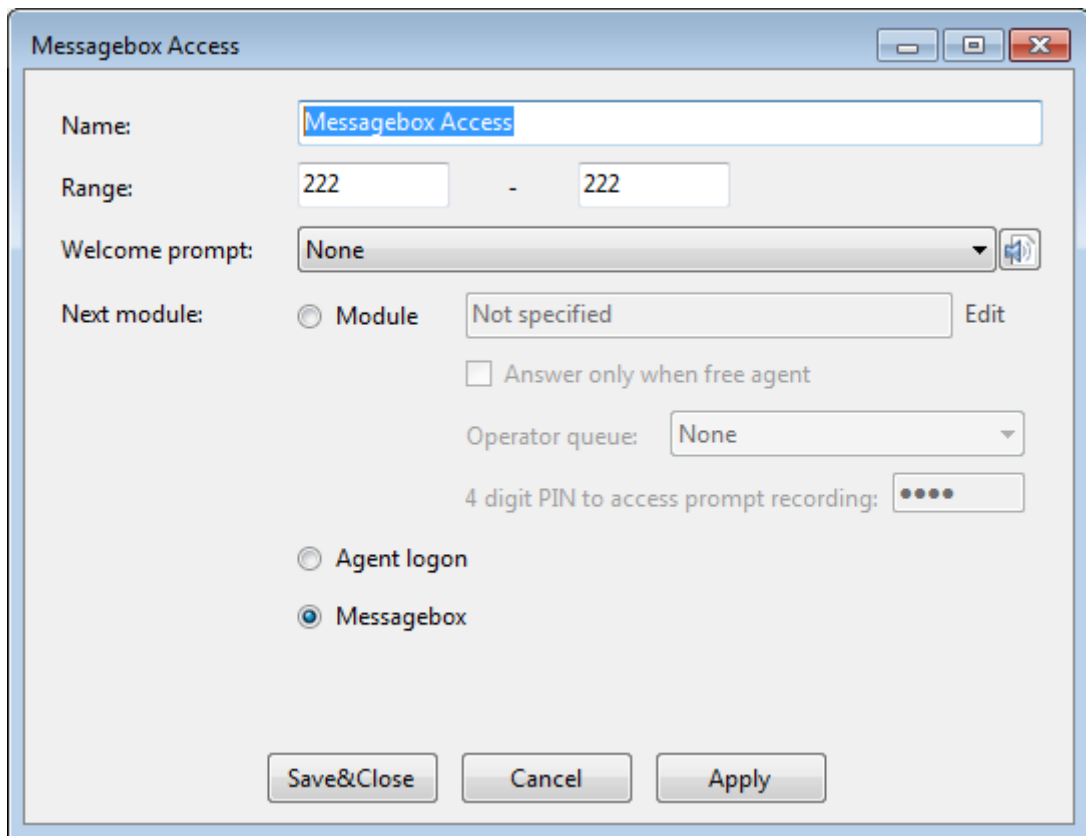 Messagebox Access
Name: Messagebox Access
Range: 222 - 222
Welcome prompt: None
Next module: Module Not specified Edit
Answer only when free agent
Operator queue: None
4 digit PIN to access prompt recording: ●●●●
Agent logon
Messagebox
Save&Close Cancel Apply